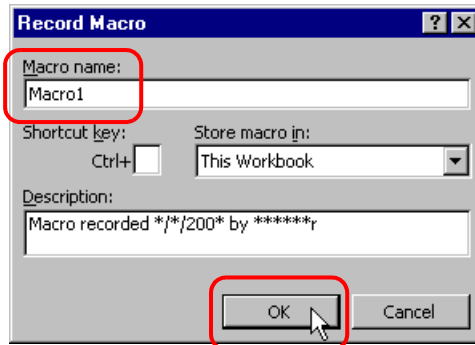 Record Macro
Macro name:
Macro1
Shortcut key: Store macro in:
Ctrl+ This Workbook
Description:
Macro recorded */*/200* by ******r
OK Cancel